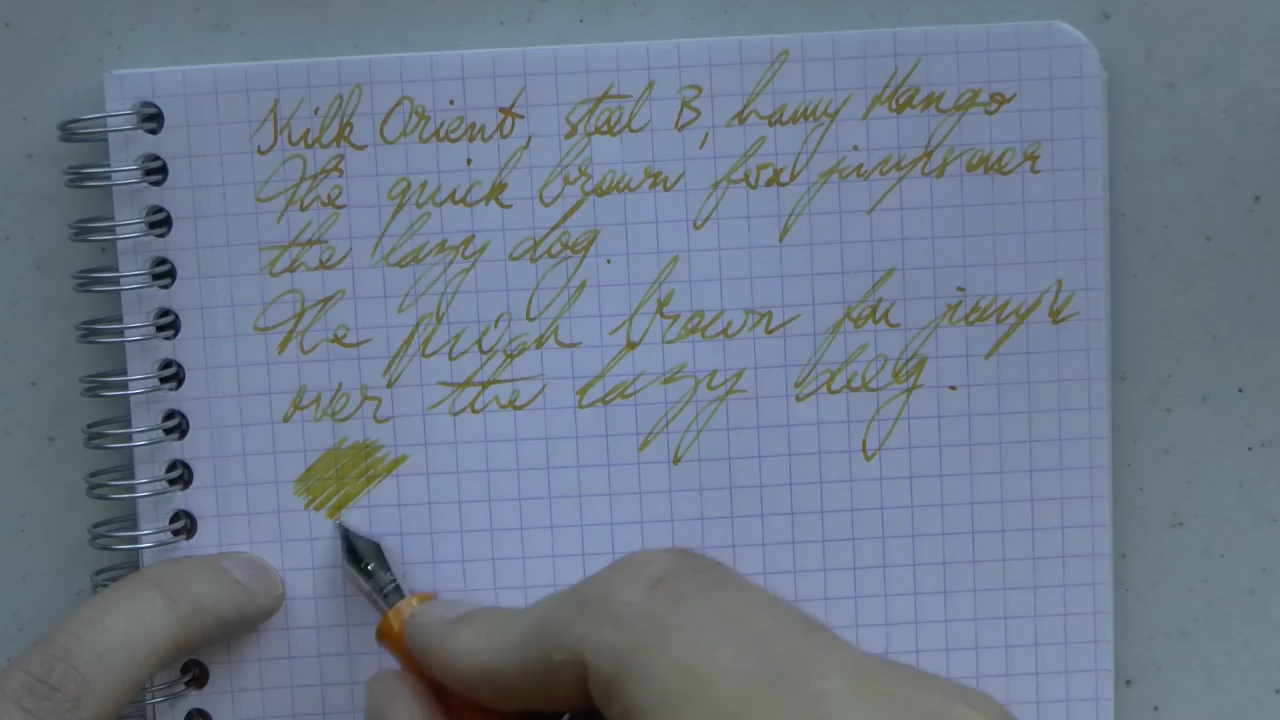 Kilk Orient, steel B, Lamy Mango
The quick brown fox jumps over
the lazy dog.
The quick brown fox jumps
over the lazy dog.